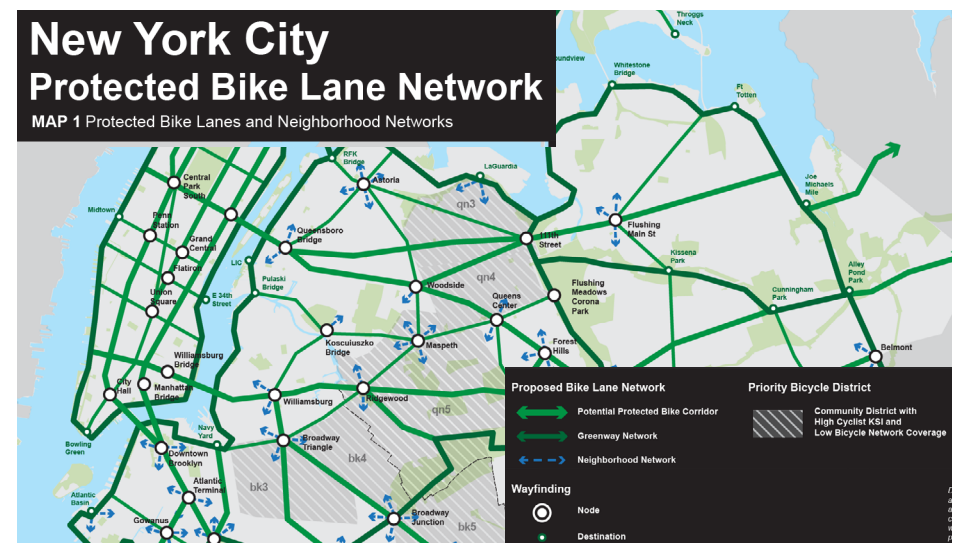 New York City
Protected Bike Lane Network
MAP 1 Protected Bike Lanes and Neighborhood Networks
Throggs
Neck
oundview
Whitestone
Bridge
Ft
Totten
RFK
Bridge
LaGuardia
Astoria
Central
Park
South
qn3
Joe
Michaels
Mile
Midtown
Penn
Station
Queensboro
Bridge
Flushing
Main St
111th
Street
Grand
Central
Kissena
Park
LIC
Flatiron
Pulaski
Bridge
qn4
Alley
Pond
Park
Woodside
Flushing
Meadows
Corona
Park
Cunningham
Park
Union
Square
E 34th
Street
Queens
Center
Kosciuiszko
Bridge
Maspeth
Forest
Hills
Belmont
Williamsburg
Bridge
City
Hall
Manhattan
Bridge
Williamsburg
Ridgewood
qn5
Navy
Yard
Bowling
Green
Broadway
Triangle
Downtown
Brooklyn
bk4
Atlantic
Terminal
bk3
Atlantic
Basin
Gowanus
Broadway
Junction
bk5
Proposed Bike Lane Network
Potential Protected Bike Corridor
Greenway Network
Neighborhood Network
Wayfinding
Node
Destination
Priority Bicycle District
Community District with
High Cyclist KSI and
Low Bicycle Network Coverage